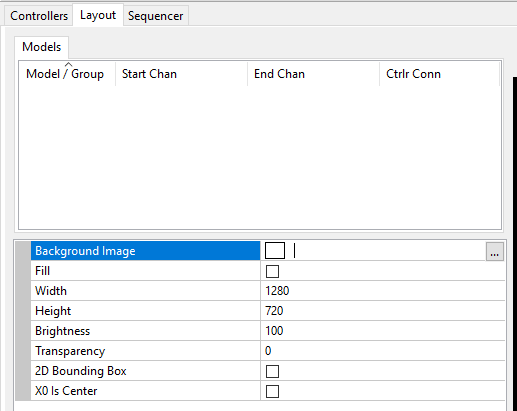 Controllers Layout Sequencer
Models
Model / Group Start Chan End Chan Ctrlr Conn
Background Image ...
Fill
Width 1280
Height 720
Brightness 100
Transparency 0
2D Bounding Box
X0 Is Center